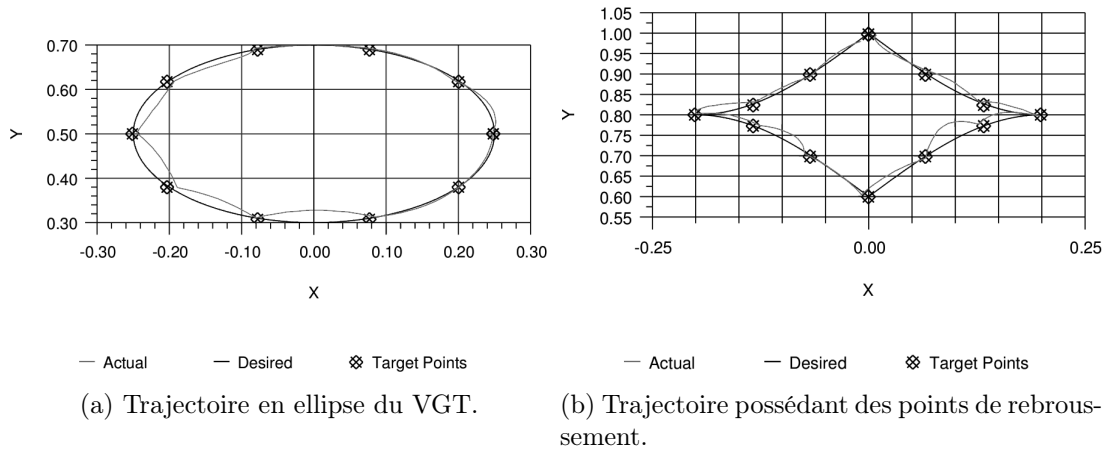 0.70
0.60
0.50
0.40
0.30
Y
-0.30 -0.20 -0.10 0.00 0.10 0.20 0.30
X
Actual Desired Target Points
(a) Trajectoire en ellipse du VGT.
1.05
1.00
0.95
0.90
0.85
0.80
0.75
0.70
0.65
0.60
0.55
Y
-0.25 0.00 0.25
X
Actual Desired Target Points
(b) Trajectoire possédant des points de rebrous-
sement.